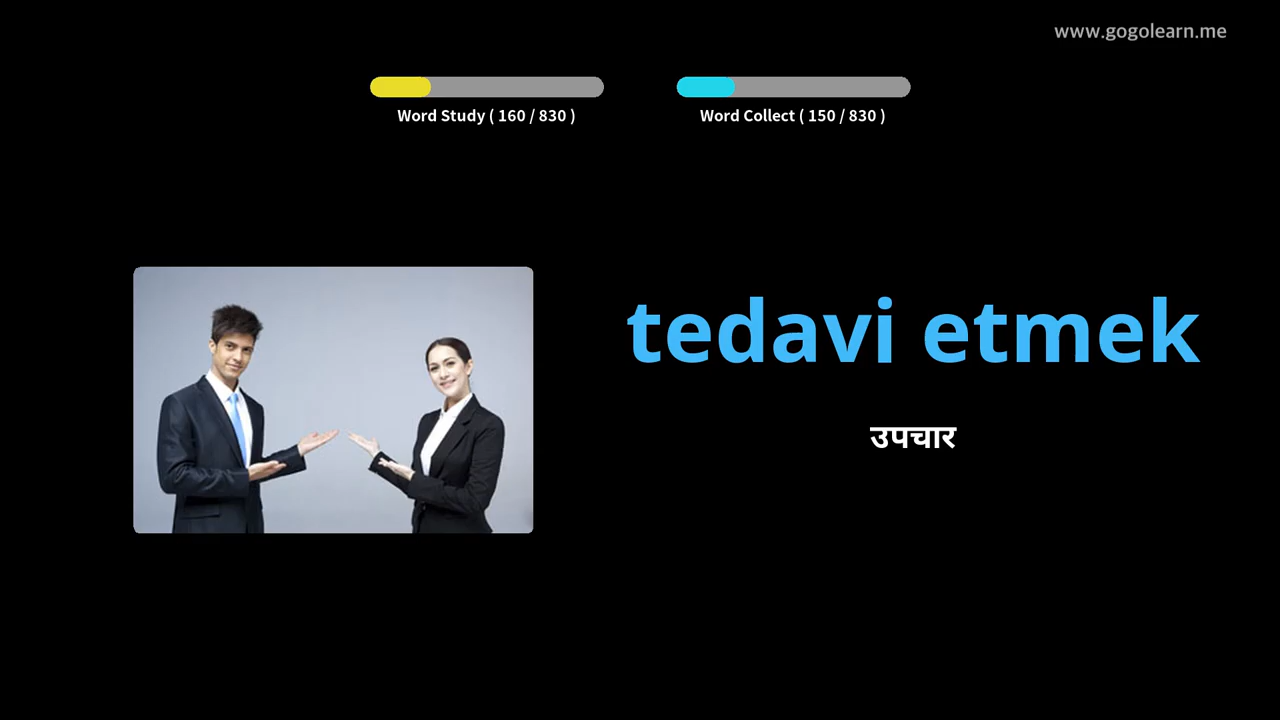 www.gogolearn.me
Word Study ( 160 / 830 )
Word Collect ( 150 / 830 )
tedavi etmek
उपचार